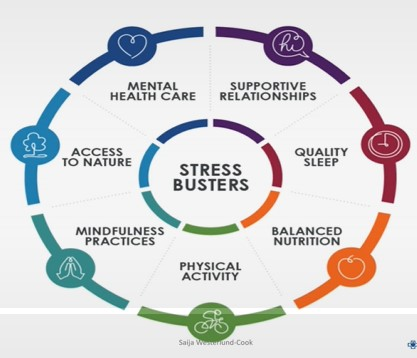 MENTAL
HEALTH CARE
SUPPORTIVE
RELATIONSHIPS
hi
ACCESS
TO NATURE
STRESS
BUSTERS
QUALITY
SLEEP
MINDFULNESS
PRACTICES
BALANCED
NUTRITION
PHYSICAL
ACTIVITY
Saija Westerlund-Cook